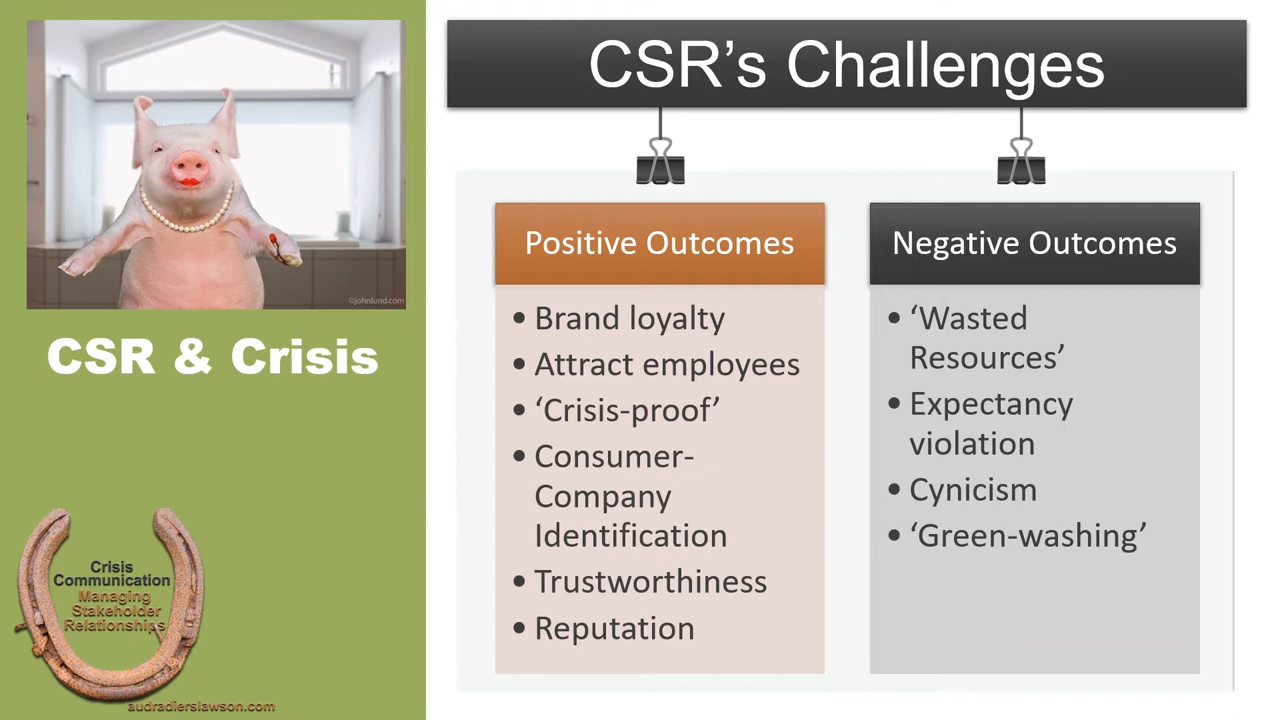 ©johnlund.com
CSR & Crisis
Crisis
Communication
Managing
Stakeholder
Relationships
audradierslawson.com
CSR’s Challenges
Positive Outcomes
• Brand loyalty
• Attract employees
• ‘Crisis-proof’
• Consumer-
Company
Identification
• Trustworthiness
• Reputation
Negative Outcomes
• ‘Wasted
Resources’
• Expectancy
violation
• Cynicism
• ‘Green-washing’